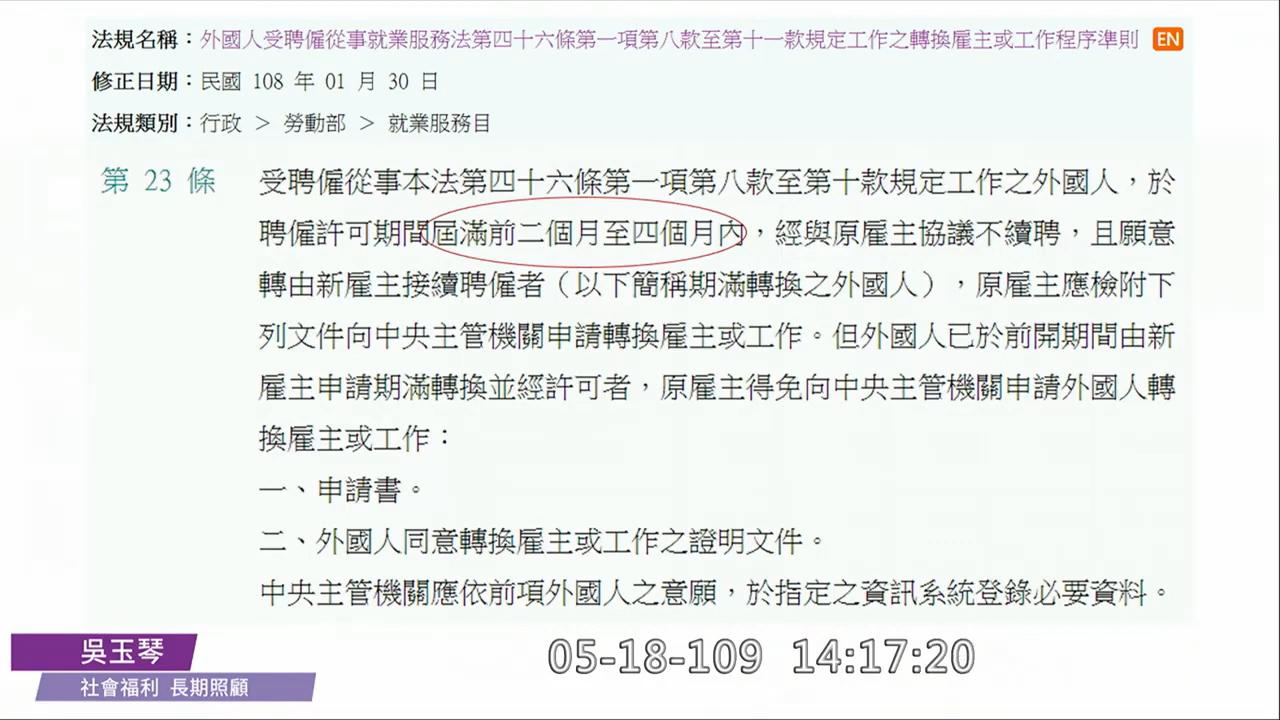 法規名稱：外國人受聘僱從事就業服務法第四十六條第一項第八款至第十一款規定工作之轉換雇主或工作程序準則 EN
修正日期：民國 108 年 01 月 30 日
法規類別：行政 > 勞動部 > 就業服務目
第 23 條 受聘僱從事本法第四十六條第一項第八款至第十款規定工作之外國人，於
聘僱許可期間屆滿前二個月至四個月內，經與原雇主協議不續聘，且願意
轉由新雇主接續聘僱者（以下簡稱期滿轉換之外國人），原雇主應檢附下
列文件向中央主管機關申請轉換雇主或工作。但外國人已於前開期間由新
雇主申請期滿轉換並經許可者，原雇主得免向中央主管機關申請外國人轉
換雇主或工作：
一、申請書。
二、外國人同意轉換雇主或工作之證明文件。
中央主管機關應依前項外國人之意願，於指定之資訊系統登錄必要資料。
吳玉琴
社會福利 長期照顧
05-18-109 14:17:20